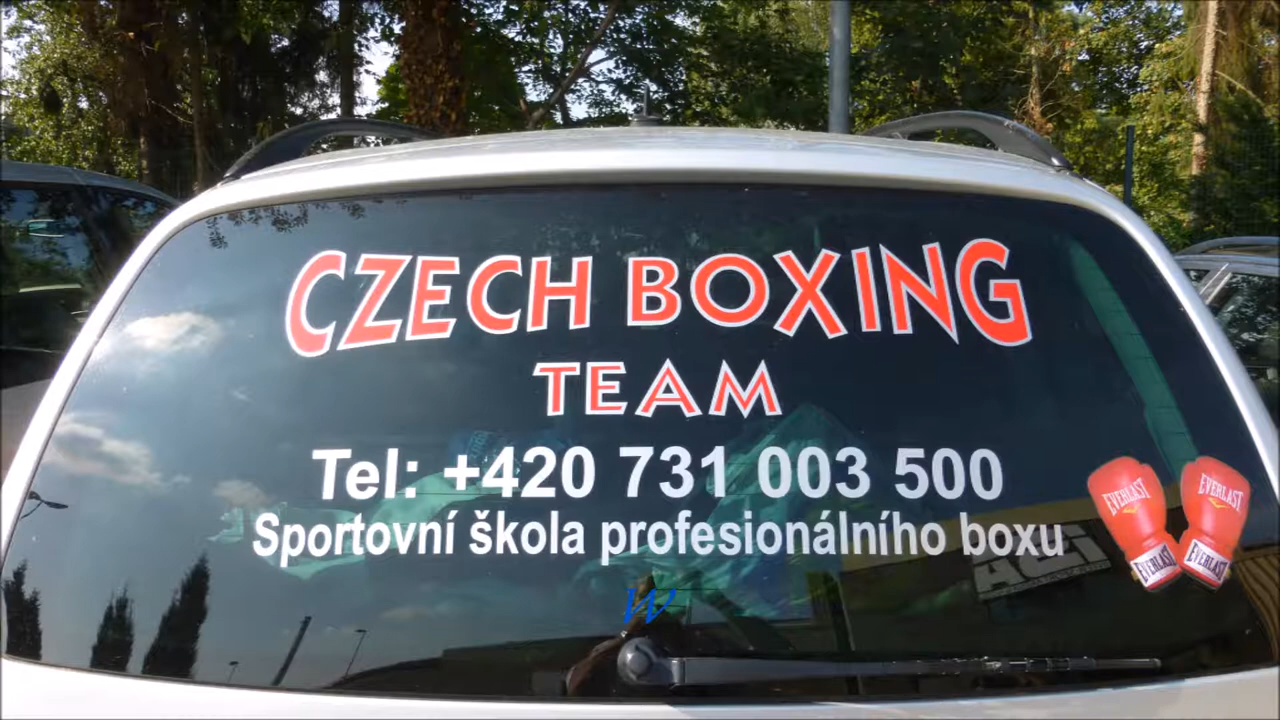 CZECH BOXING
TEAM
Tel: +420 731 003 500
Sportovní škola profesionálního boxu
EVERLAST EVERLAST
EVERLAST EVERLAST
W